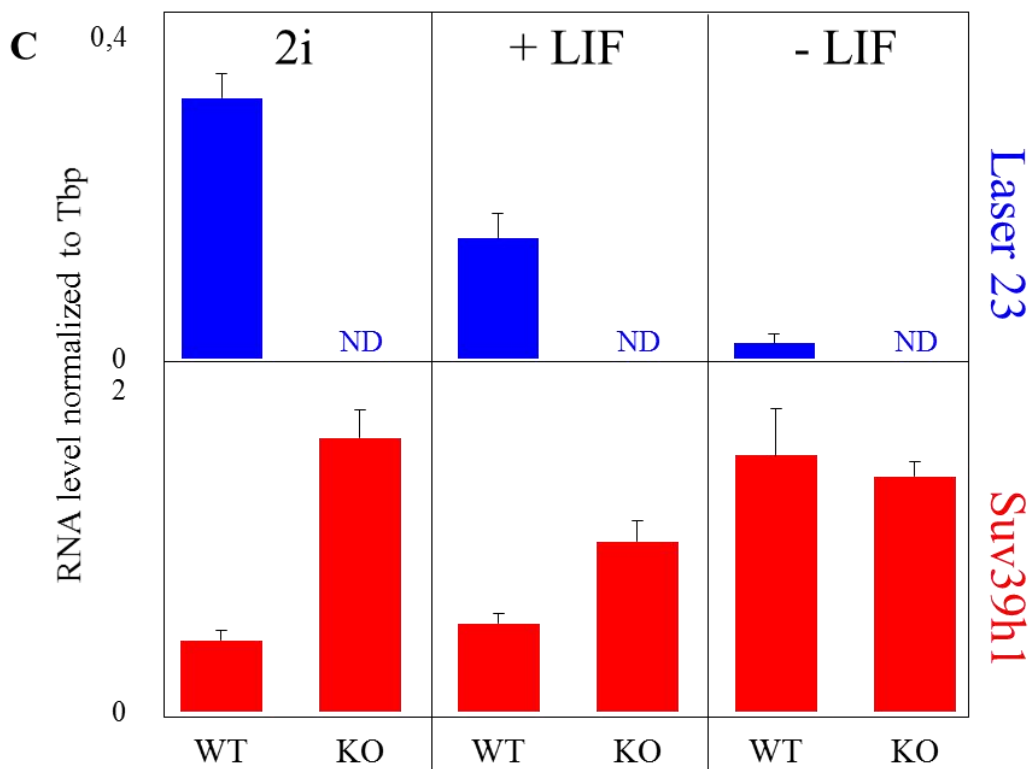 C
0,4
2i
+ LIF
- LIF
RNA level normalized to Tbp
Laser 23
ND
ND
ND
0
2
Suv39h1
0
WT
KO
WT
KO
WT
KO